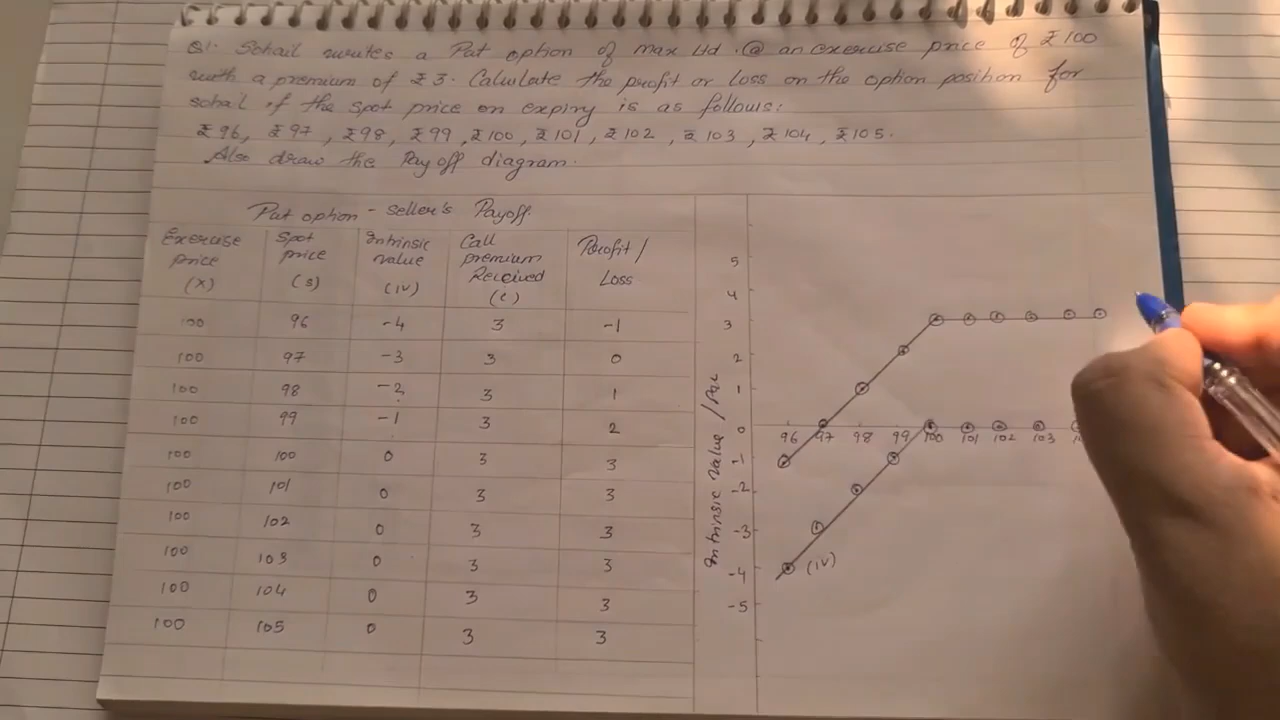 Q1. Sohail writes a Put option of Max Ltd. @ an exercise price of ₹100
with a premium of ₹3. Calculate the profit or loss on the option position for
sohail if the spot price on expiry is as follows:
₹96, ₹97, ₹98, ₹99, ₹100, ₹101, ₹102, ₹103, ₹104, ₹105.
Also draw the Pay off diagram.
Put option - seller's Payoff.
Exercise price (X) Spot price (S) Intrinsic value (IV) Call premium Received (C) Profit / Loss
100 96 -4 3 -1
100 97 -3 3 0
100 98 -2 3 1
100 99 -1 3 2
100 100 0 3 3
100 101 0 3 3
100 102 0 3 3
100 103 0 3 3
100 104 0 3 3
100 105 0 3 3
Intrinsic Value /
5
4
3
2
1
0
-1
-2
-3
-4
-5
96 97 98 99 100 101 102 103
(IV)